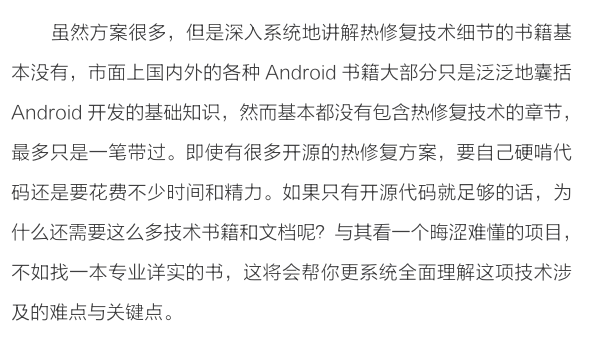 虽然方案很多，但是深入系统地讲解热修复技术细节的书籍基
本没有，市面上国内外的各种 Android 书籍大部分只是泛泛地囊括
Android 开发的基础知识，然而基本都没有包含热修复技术的章节，
最多只是一笔带过。即使有很多开源的热修复方案，要自己硬啃代
码还是要花费不少时间和精力。如果只有开源代码就足够的话，为
什么还需要这么多技术书籍和文档呢？与其看一个晦涩难懂的项目，
不如找一本专业详实的书，这将会帮你更系统全面理解这项技术涉
及的难点与关键点。